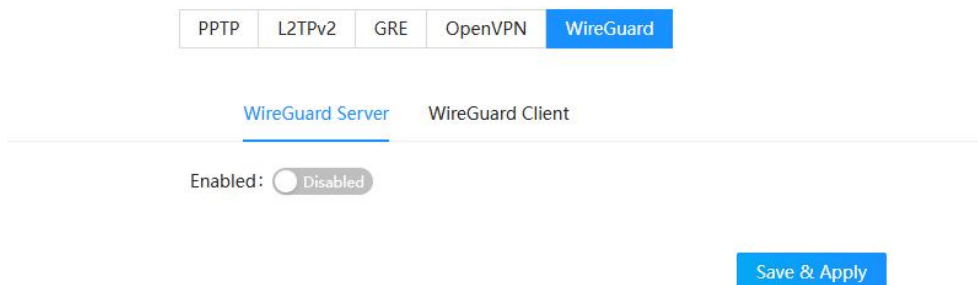 PPTP L2TPv2 GRE OpenVPN WireGuard
WireGuard Server WireGuard Client
Enabled: Disabled
Save & Apply